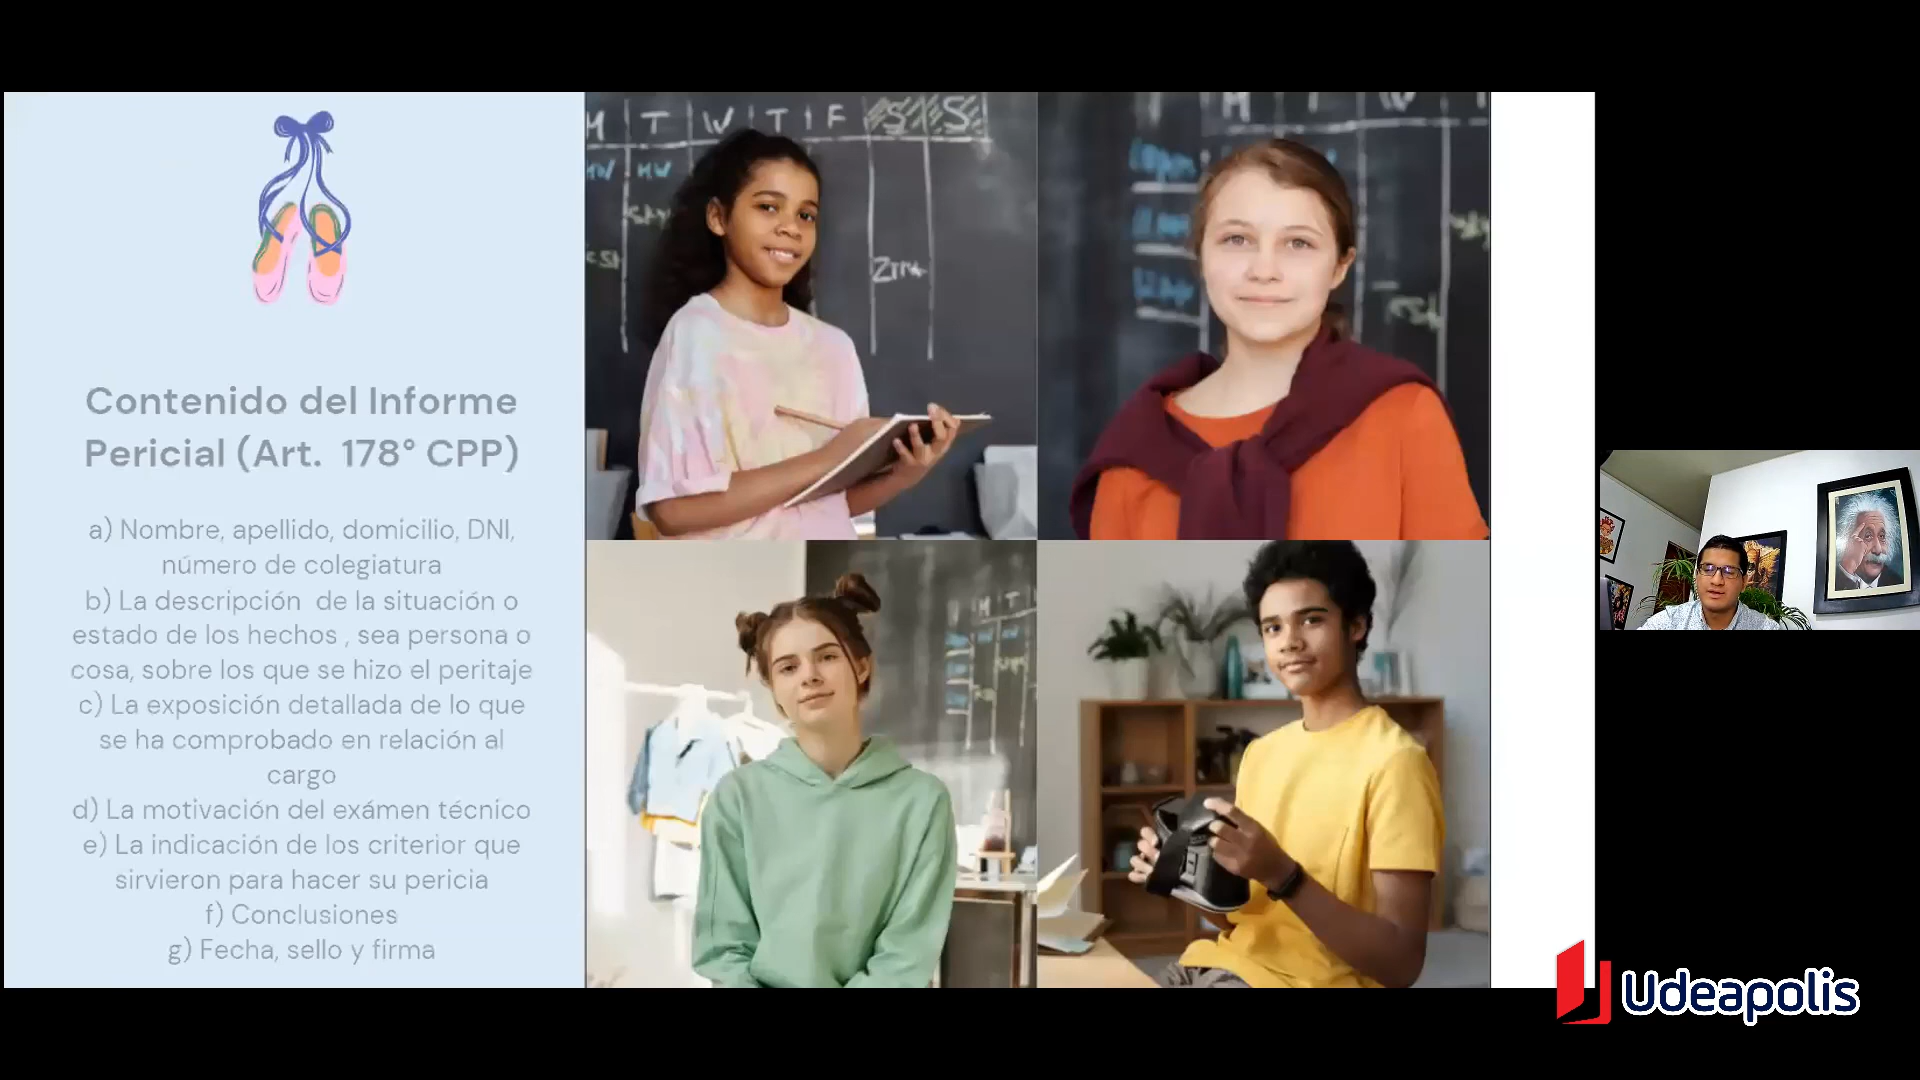 Contenido del Informe
Pericial (Art. 178° CPP)
a) Nombre, apellido, domicilio, DNI,
número de colegiatura
b) La descripción de la situación o
estado de los hechos , sea persona o
cosa, sobre los que se hizo el peritaje
c) La exposición detallada de lo que
se ha comprobado en relación al
cargo
d) La motivación del exámen técnico
e) La indicación de los criterior que
sirvieron para hacer su pericia
f) Conclusiones
g) Fecha, sello y firma
M T W T F S S
Udeapolis